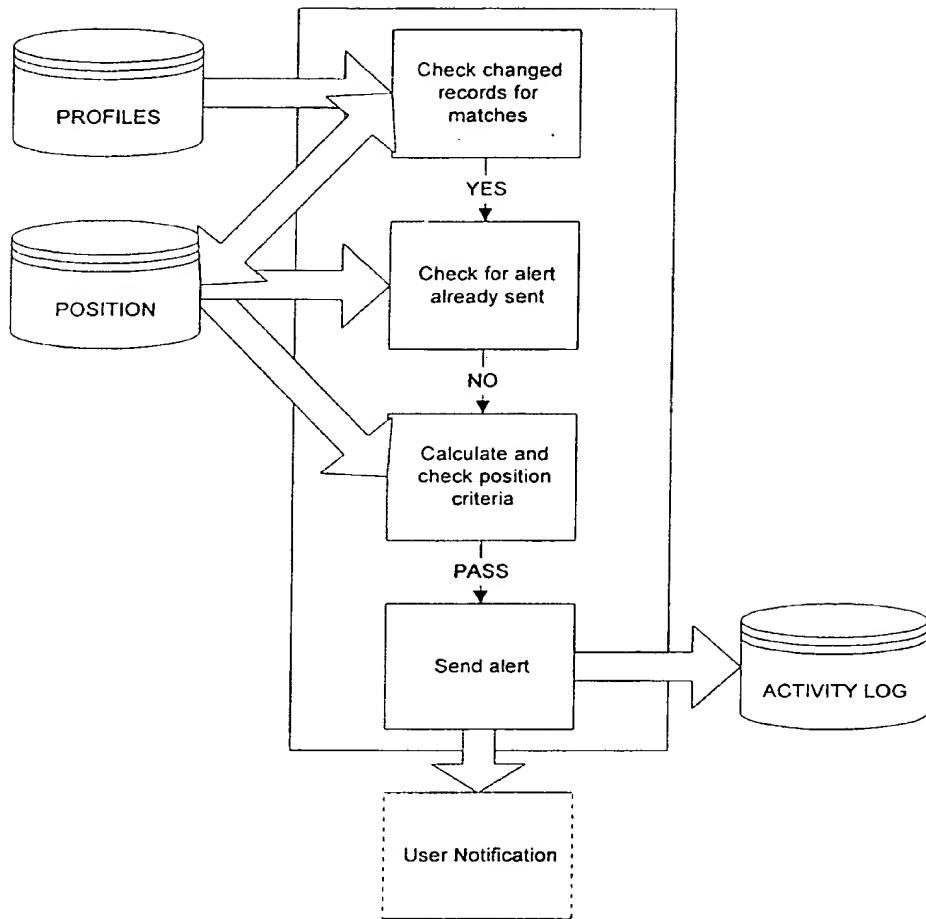 PROFILES
Check changed
records for
matches
YES
POSITION
Check for alert
already sent
NO
Calculate and
check position
criteria
PASS
Send alert
ACTIVITY LOG
User Notification